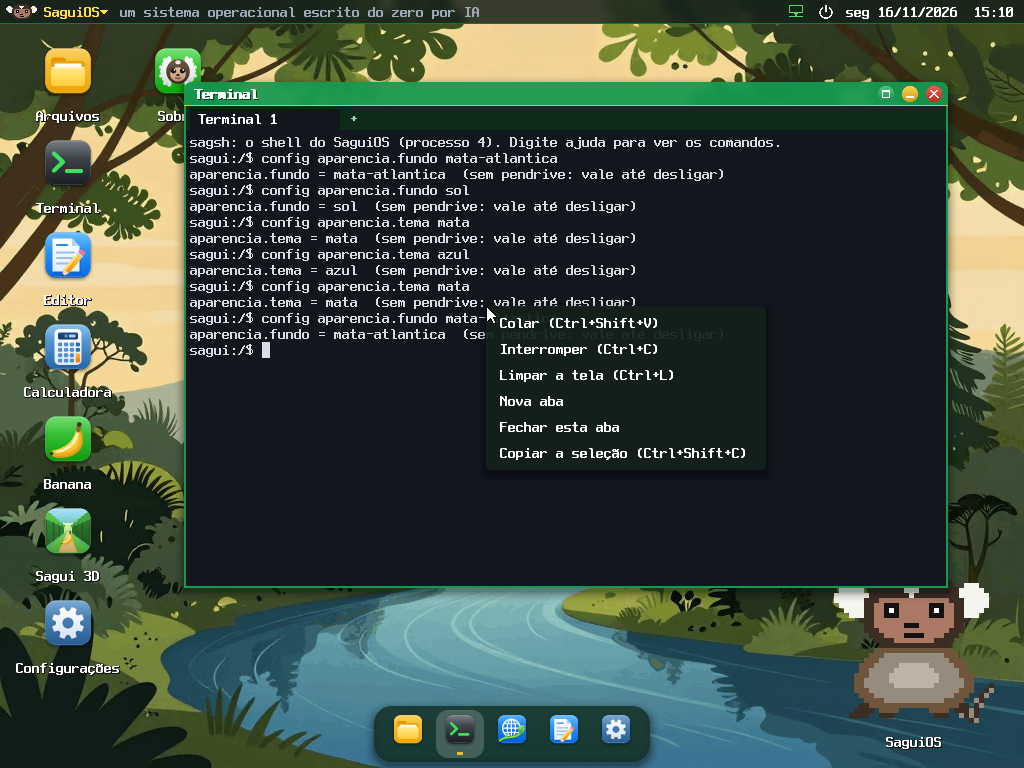 SaguiOS um sistema operacional escrito do zero por IA
seg 16/11/2026 15:10
Arquivos
Terminal
Editor
Calculadora
Banana
Sagui 3D
Configurações
Terminal
Terminal 1 +
sagsh: o shell do SaguiOS (processo 4). Digite ajuda para ver os comandos.
sagui:/$ config aparencia.fundo mata-atlantica
aparencia.fundo = mata-atlantica (sem pendrive: vale até desligar)
sagui:/$ config aparencia.fundo sol
aparencia.fundo = sol (sem pendrive: vale até desligar)
sagui:/$ config aparencia.tema mata
aparencia.tema = mata (sem pendrive: vale até desligar)
sagui:/$ config aparencia.tema azul
aparencia.tema = azul (sem pendrive: vale até desligar)
sagui:/$ config aparencia.tema mata
aparencia.tema = mata (sem pendrive: vale até desligar)
sagui:/$ config aparencia.fundo mata-
aparencia.fundo = mata-atlantica (sem pendrive: vale até desligar)
sagui:/$
Colar (Ctrl+Shift+V)
Interromper (Ctrl+C)
Limpar a tela (Ctrl+L)
Nova aba
Fechar esta aba
Copiar a seleção (Ctrl+Shift+C)
SaguiOS